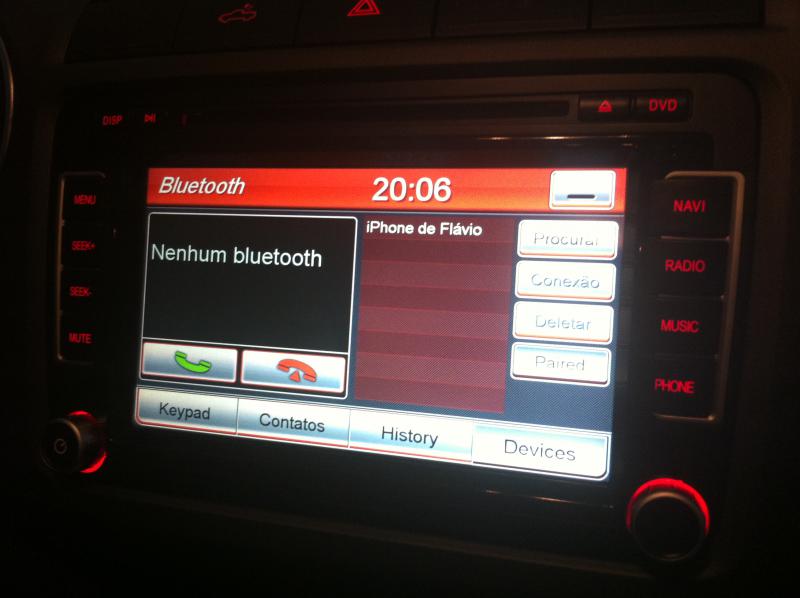 DISP
DVD
MENU
SEEK+
SEEK-
MUTE
Bluetooth
20:06
Nenhum bluetooth
iPhone de Flávio
Procurar
Conexão
Deletar
Paired
Keypad
Contatos
History
Devices
NAVI
RADIO
MUSIC
PHONE